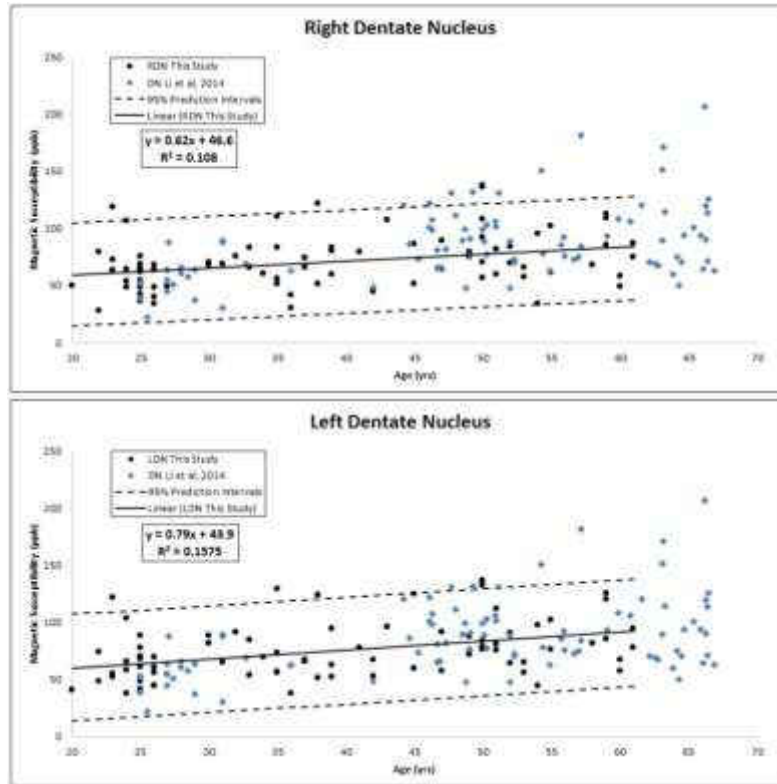 Right Dentate Nucleus
RDN This Study
DN Li et al, 2014
95% Prediction Intervals
Linear (RDN This Study)
y = 0.62x + 46.6
R² = 0.108
Magnetic Susceptibility (ppb)
250
200
150
100
50
0
20 25 30 35 40 45 50 55 60 65 70
Age (yrs)
Left Dentate Nucleus
LDN This Study
DN Li et al, 2014
95% Prediction Intervals
Linear (LDN This Study)
y = 0.79x + 43.9
R² = 0.1575
Magnetic Susceptibility (ppb)
250
200
150
100
50
0
20 25 30 35 40 45 50 55 60 65 70
Age (yrs)